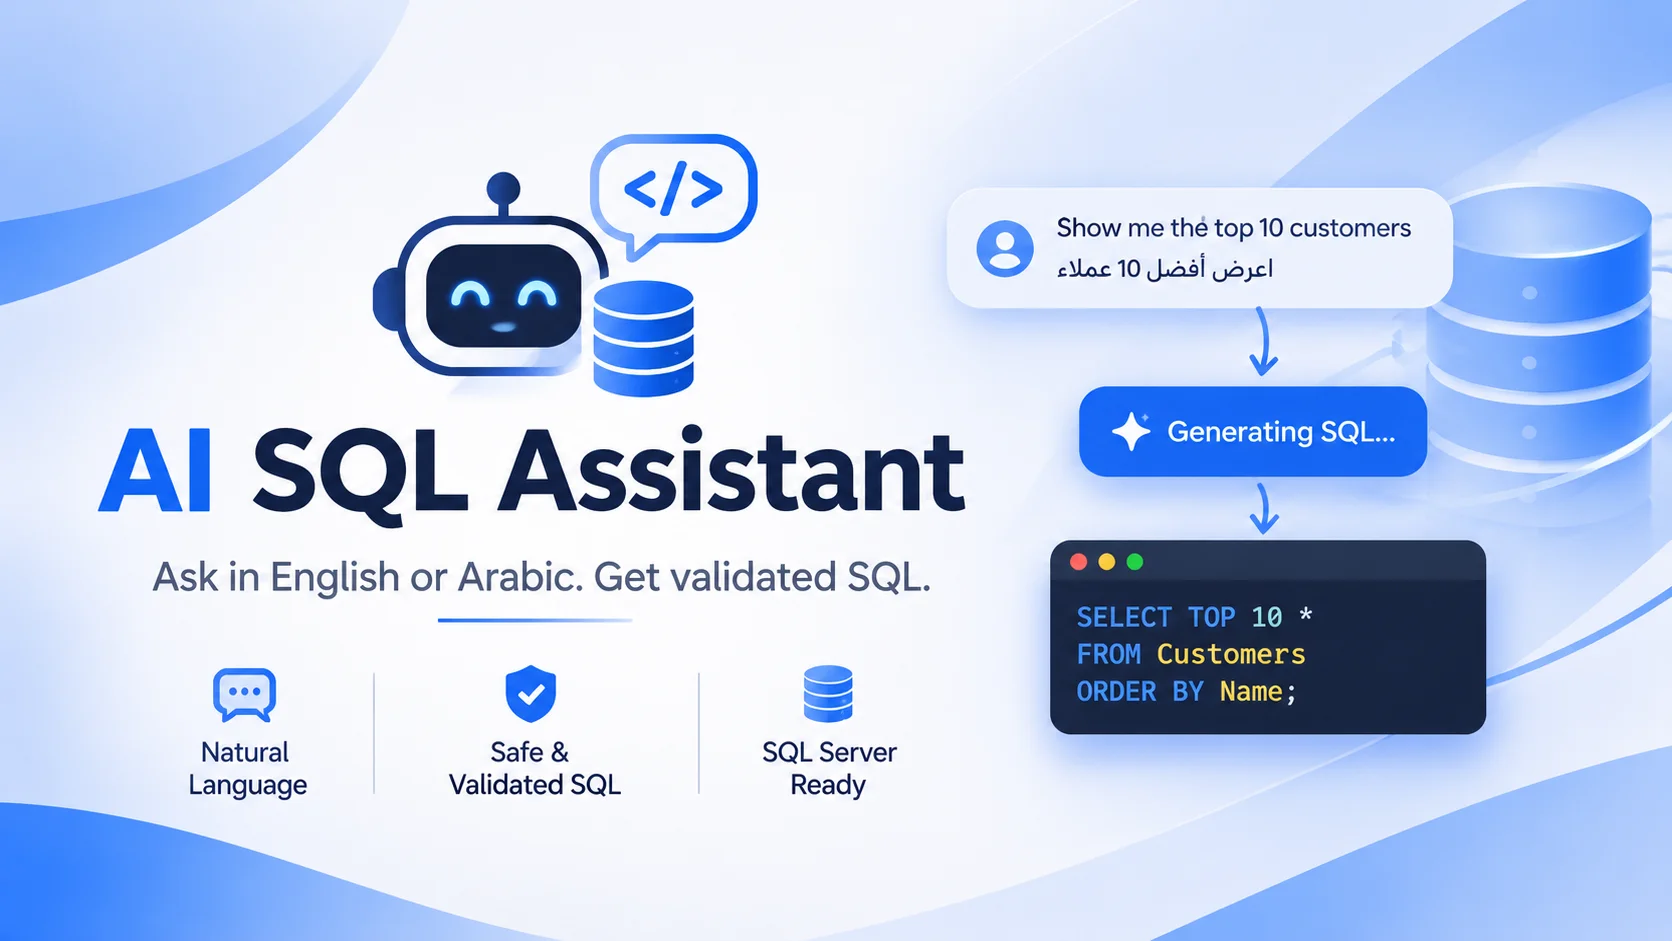 </>
AI SQL Assistant
Ask in English or Arabic. Get validated SQL.
Natural
Language
Safe &
Validated SQL
SQL Server
Ready
Show me the top 10 customers
اعرض أفضل 10 عملاء
Generating SQL...
SELECT TOP 10 *
FROM Customers
ORDER BY Name;